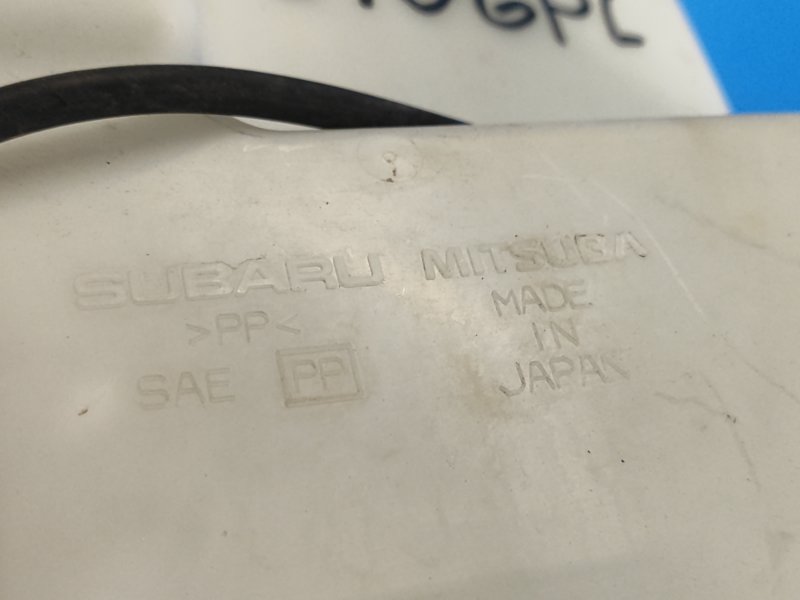 SUBARU MITSUBA
>PP< MADE
IN
SAE PP JAPAN